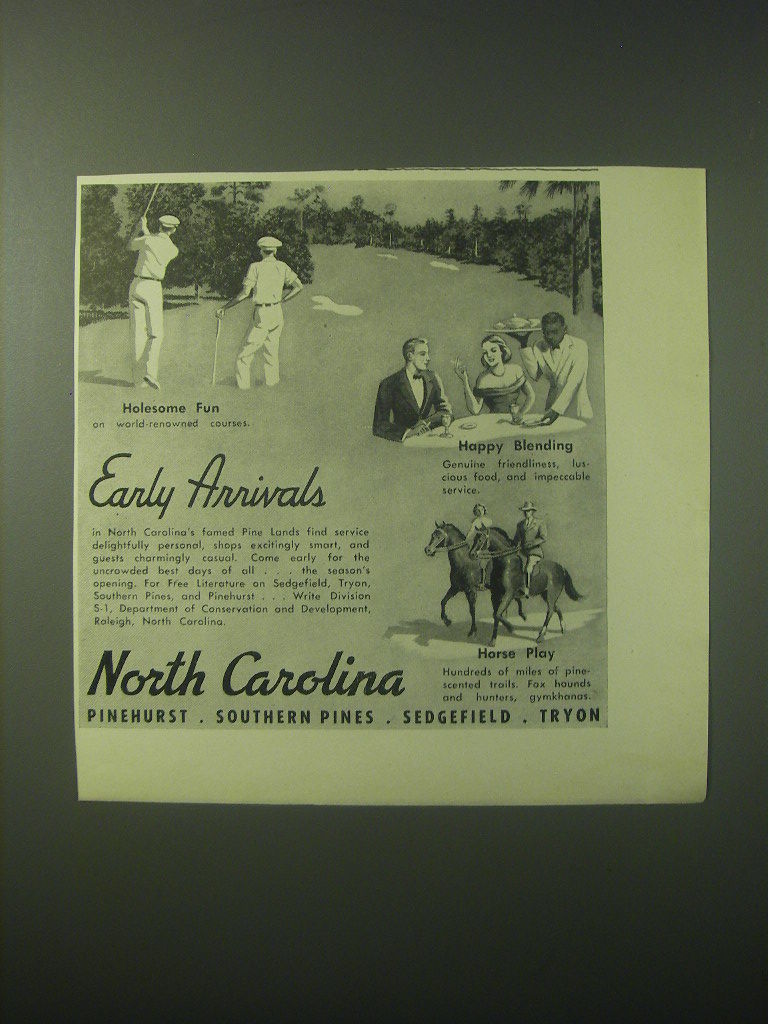 Holesome Fun
on world-renowned courses.
Happy Blending
Genuine friendliness, lus-
cious food, and impeccable
service.
Early Arrivals
in North Carolina's famed Pine Lands find service
delightfully personal, shops excitingly smart, and
guests charmingly casual. Come early for the
uncrowded best days of all . . . the season's
opening. For Free Literature on Sedgefield, Tryon,
Southern Pines, and Pinehurst . . . Write Division
S-1, Department of Conservation and Development,
Raleigh, North Carolina.
Horse Play
Hundreds of miles of pine-
scented trails. Fox hounds
and hunters, gymkhanas.
North Carolina
PINEHURST . SOUTHERN PINES . SEDGEFIELD . TRYON